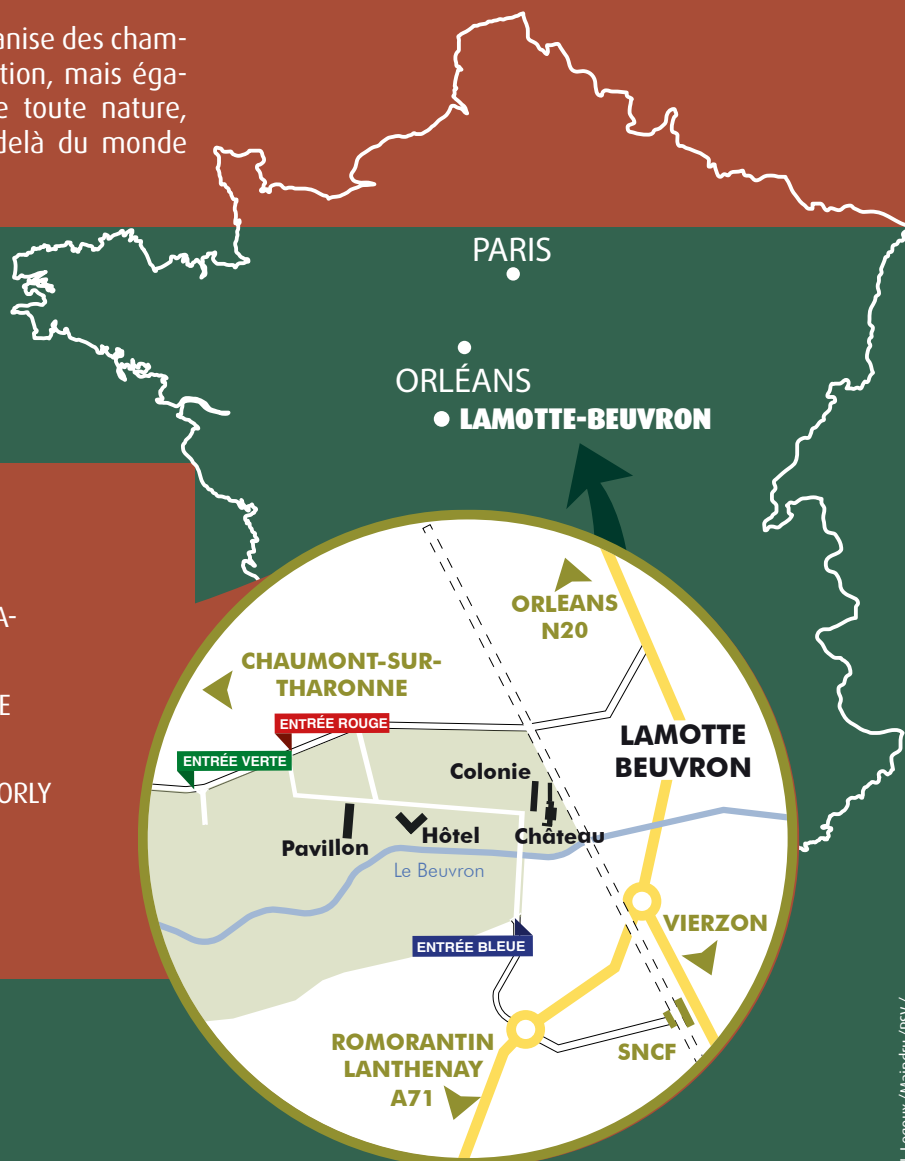 anise des cham-
tion, mais éga-
e toute nature,
delà du monde
PARIS
ORLÉANS
LAMOTTE-BEUVRON
A-
E
ORLY
ORLEANS
N20
CHAUMONT-SUR-
THARONNE
ENTRÉE ROUGE
ENTRÉE VERTE
LAMOTTE
BEUVRON
Colonie
Pavillon
Hôtel
Château
Le Beuvron
ENTRÉE BLEUE
VIERZON
ROMORANTIN
LANTHENAY
A71
SNCF